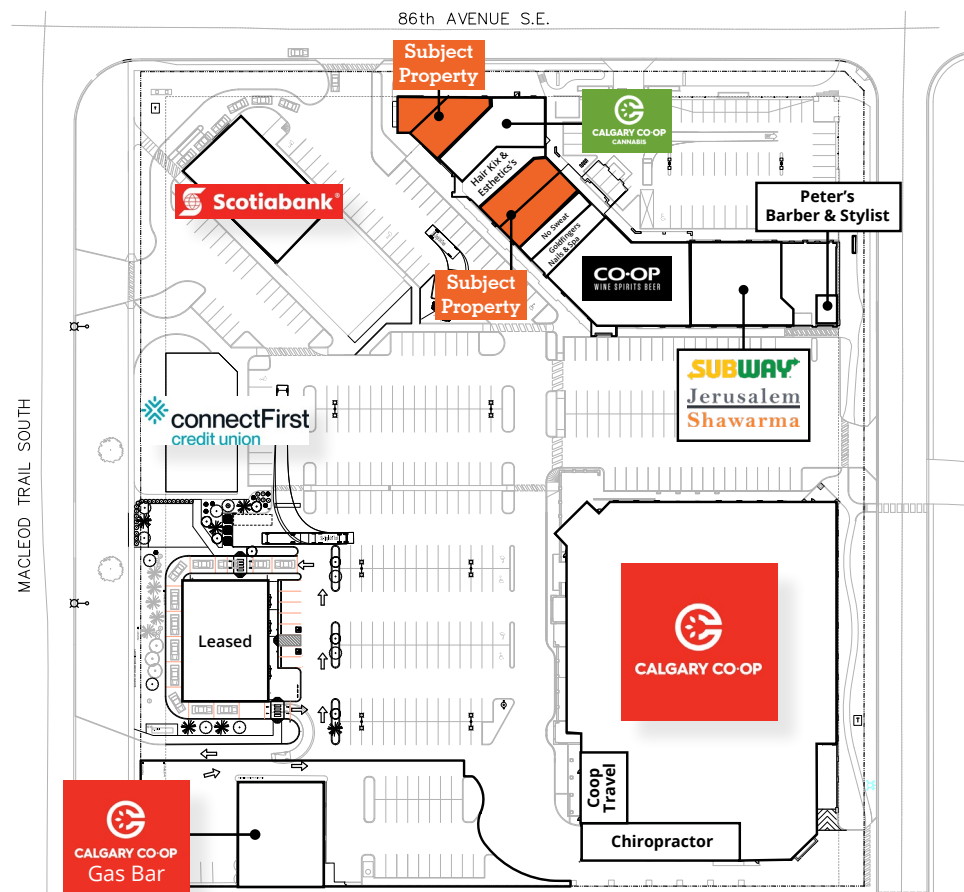 86th AVENUE S.E.
Subject
Property
CALGARY CO·OP
CANNABIS
Hair Kix &
Esthetics's
Scotiabank
Peter's
Barber & Stylist
No Sweat
Goldfingers
Nails & Spa
CO·OP
WINE SPIRITS BEER
Subject
Property
SUBWAY
Jerusalem
Shawarma
connectFirst
credit union
MACLEOD TRAIL SOUTH
Leased
CALGARY CO·OP
Coop
Travel
Chiropractor
CALGARY CO·OP
Gas Bar